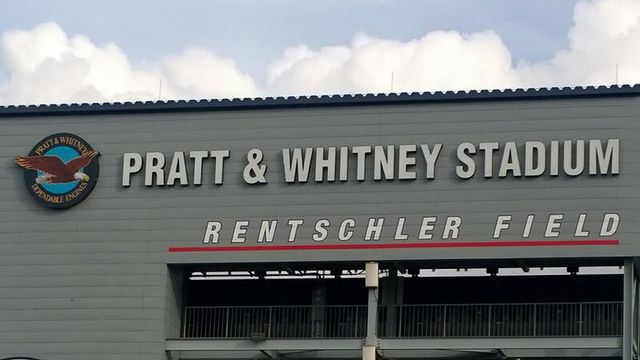 PRATT & WHITNEY
DEPENDABLE ENGINES
PRATT & WHITNEY STADIUM
RENTSCHLER FIELD